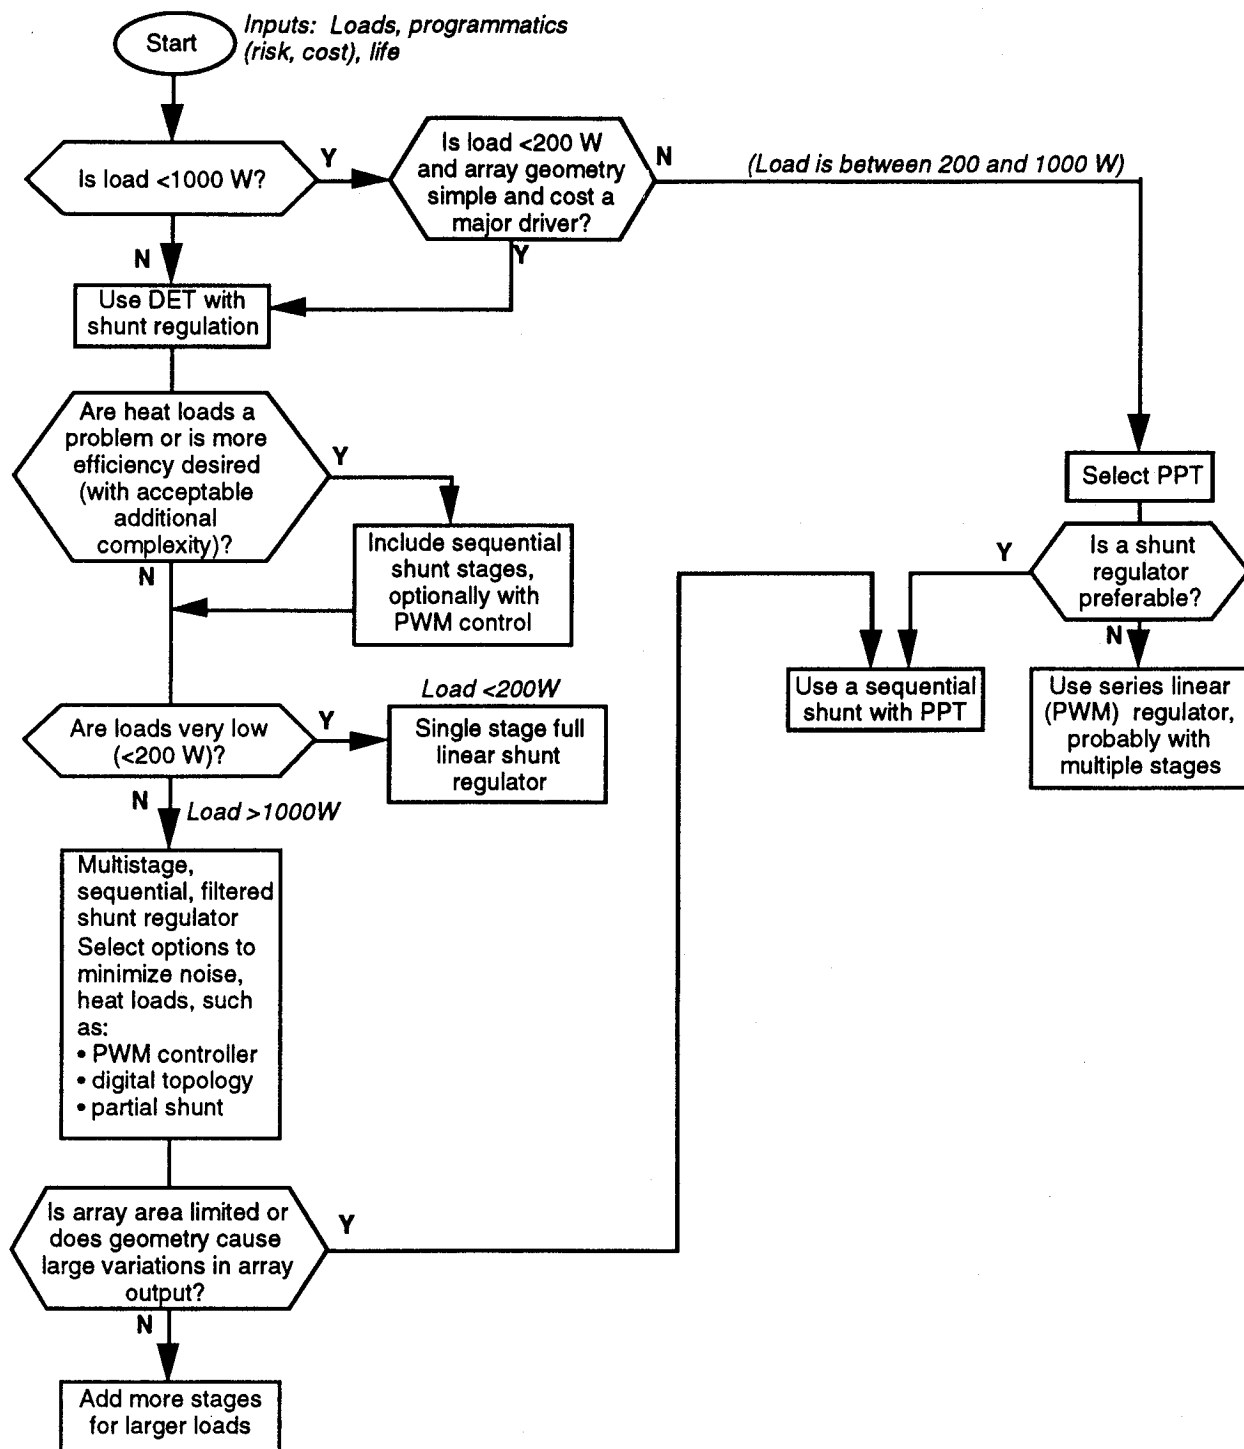 Start
Inputs: Loads, programmatics
(risk, cost), life
Is load <1000 W?
Y
N
Is load <200 W
and array geometry
simple and cost a
major driver?
N
Y
(Load is between 200 and 1000 W)
Use DET with
shunt regulation
Are heat loads a
problem or is more
efficiency desired
(with acceptable
additional
complexity)?
Y
N
Include sequential
shunt stages,
optionally with
PWM control
Select PPT
Is a shunt
regulator
preferable?
Y
N
Use a sequential
shunt with PPT
Use series linear
(PWM) regulator,
probably with
multiple stages
Are loads very low
(<200 W)?
Y
N
Load <200W
Single stage full
linear shunt
regulator
Load >1000W
Multistage,
sequential, filtered
shunt regulator
Select options to
minimize noise,
heat loads, such
as:
• PWM controller
• digital topology
• partial shunt
Is array area limited or
does geometry cause
large variations in array
output?
Y
N
Add more stages
for larger loads